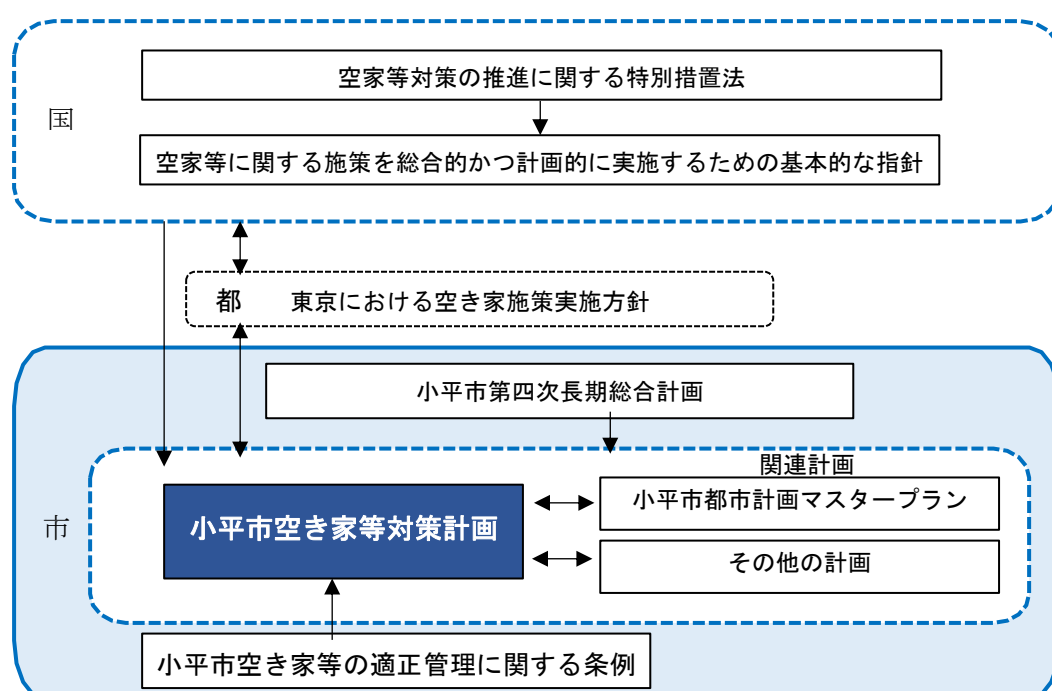 空家等対策の推進に関する特別措置法
国
空家等に関する施策を総合的かつ計画的に実施するための基本的な指針
都 東京における空き家施策実施方針
小平市第四次長期総合計画
関連計画
小平市都市計画マスタープラン
市
小平市空き家等対策計画
その他の計画
小平市空き家等の適正管理に関する条例